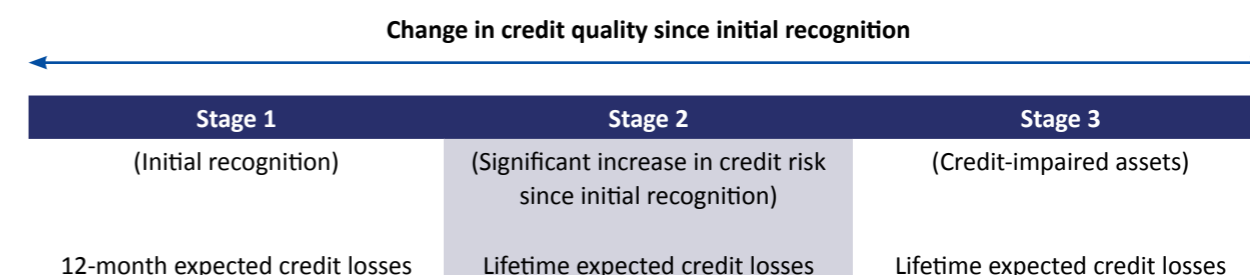 Change in credit quality since initial recognition
Stage 1
Stage 2
Stage 3
(Initial recognition)
(Significant increase in credit risk
since initial recognition)
(Credit-impaired assets)
12-month expected credit losses
Lifetime expected credit losses
Lifetime expected credit losses